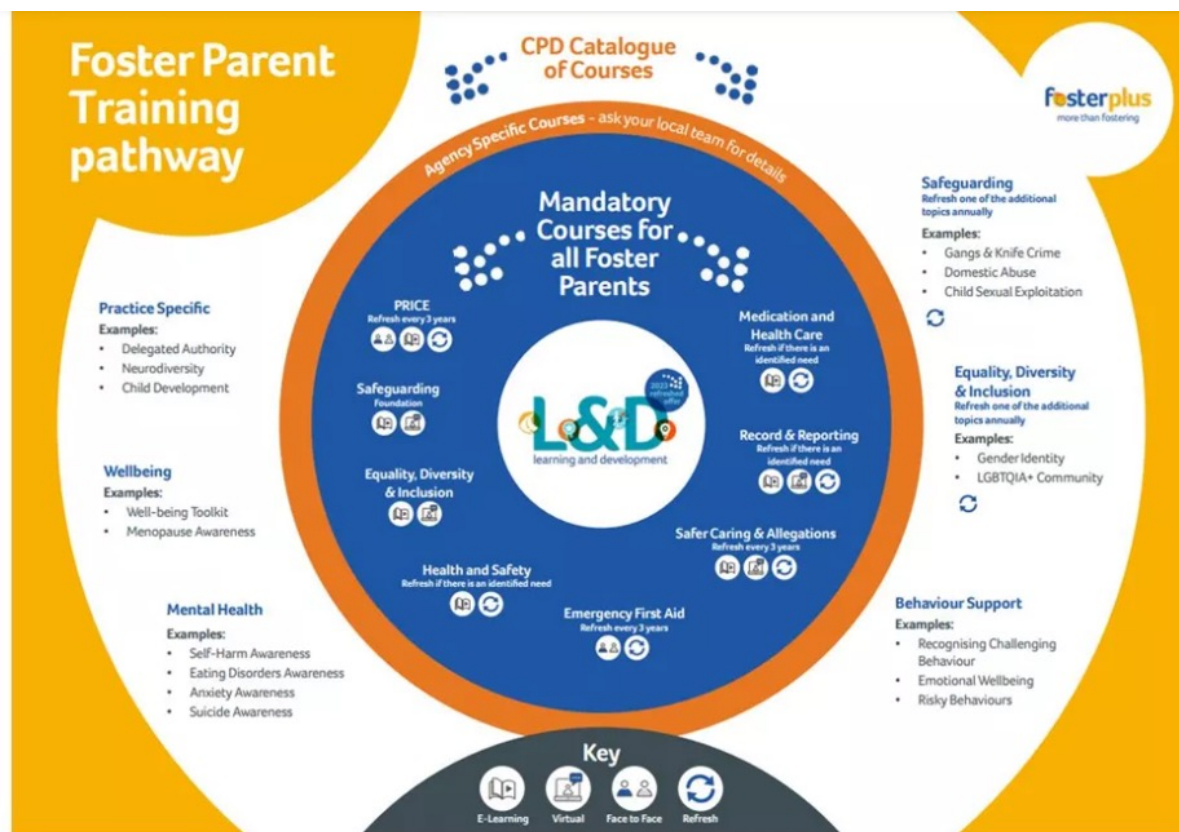 Foster Parent
Training
pathway
CPD Catalogue
of Courses
fosterplus
more than fostering
Agency Specific Courses - ask your local team for details
Mandatory
Courses for
all Foster
Parents
PRICE
Refresh every 3 years
Safeguarding
Foundation
Equality, Diversity
& Inclusion
Health and Safety
Refresh if there is an identified need
Emergency First Aid
Refresh every 3 years
Medication and
Health Care
Refresh if there is an
identified need
Record & Reporting
Refresh if there is an
identified need
Safer Caring & Allegations
Refresh every 3 years
2023
refreshed
offer
L&D
learning and development
Practice Specific
Examples:
• Delegated Authority
• Neurodiversity
• Child Development
Wellbeing
Examples:
• Well-being Toolkit
• Menopause Awareness
Mental Health
Examples:
• Self-Harm Awareness
• Eating Disorders Awareness
• Anxiety Awareness
• Suicide Awareness
Safeguarding
Refresh one of the additional
topics annually
Examples:
• Gangs & Knife Crime
• Domestic Abuse
• Child Sexual Exploitation
Equality, Diversity
& Inclusion
Refresh one of the additional
topics annually
Examples:
• Gender Identity
• LGBTQIA+ Community
Behaviour Support
Examples:
• Recognising Challenging
Behaviour
• Emotional Wellbeing
• Risky Behaviours
Key
E-Learning
Virtual
Face to Face
Refresh